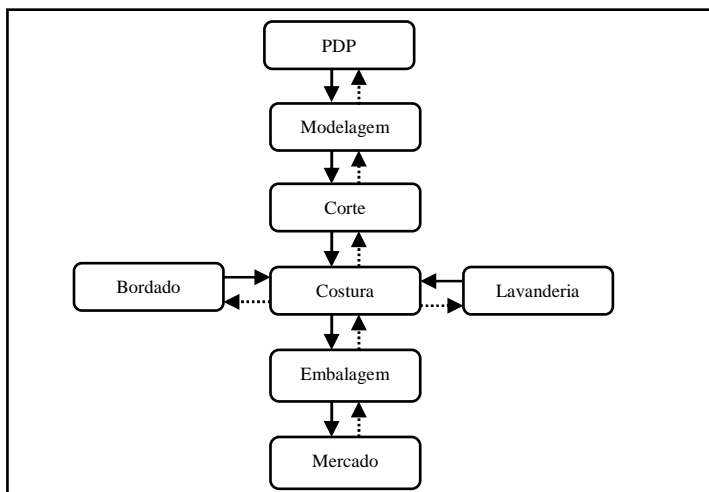 PDP
Modelagem
Corte
Bordado
Costura
Lavanderia
Embalagem
Mercado